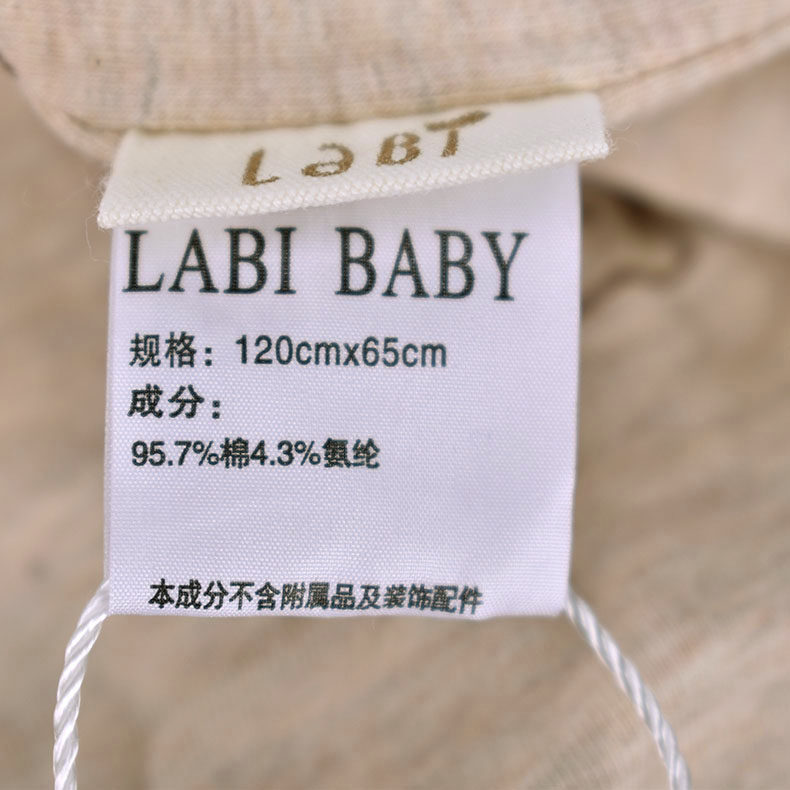 LaBI
LABI BABY
规格：120cmx65cm
成分：
95.7%棉4.3%氨纶
本成分不含附属品及装饰配件